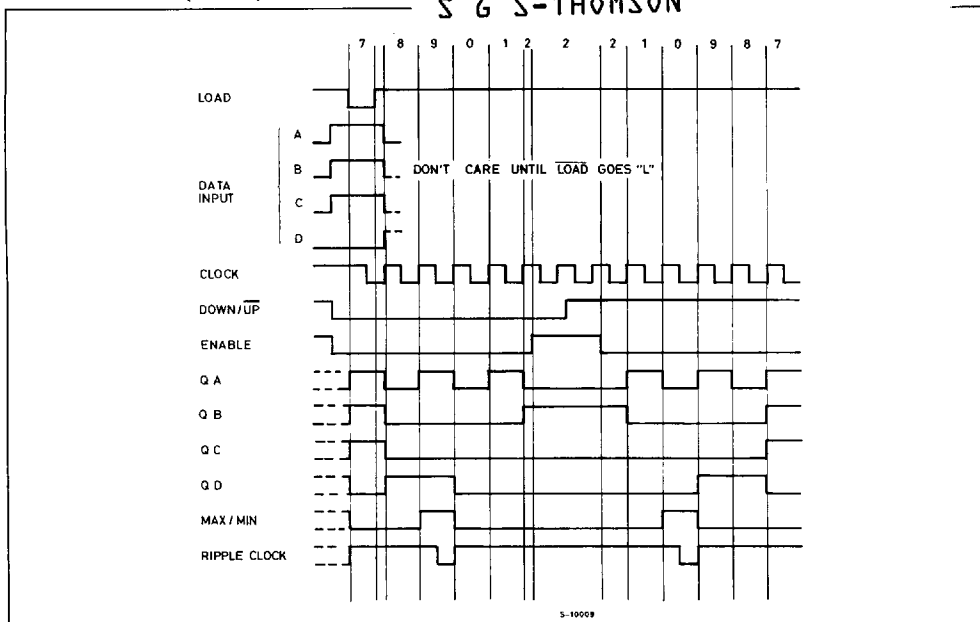 S G S-THOMSON
7 8 9 0 1 2 2 2 1 0 9 8 7
LOAD
A
B
DON'T CARE UNTIL LOAD GOES "L"
DATA
INPUT
C
D
CLOCK
DOWN/UP
ENABLE
Q A
Q B
Q C
Q D
MAX / MIN
RIPPLE CLOCK
S-10009